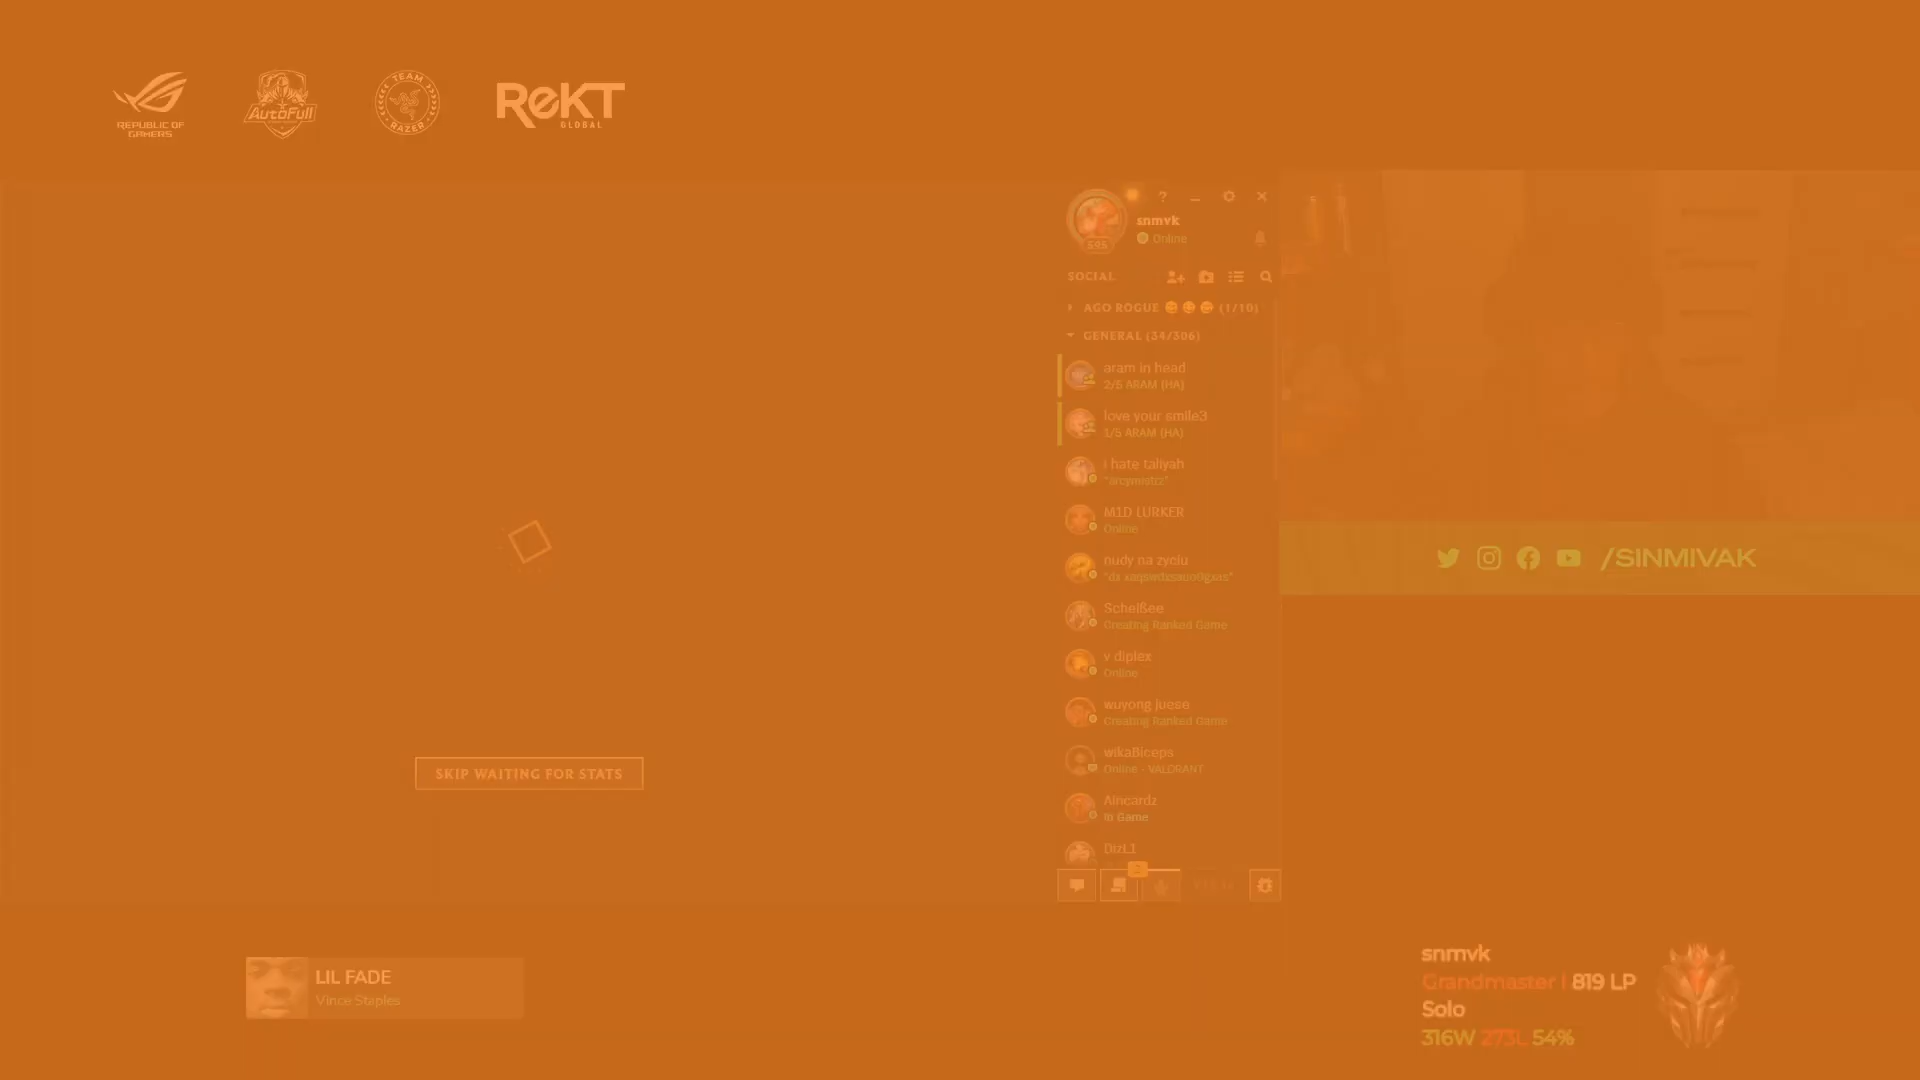 REPUBLIC OF
GAMERS
AutoFull
TEAM
RAZER
ReKT
GLOBAL
snmvk
595
Online
SOCIAL
AGO ROGUE (1/10)
GENERAL (34/306)
aram in head
2/5 ARAM (HA)
love your smile3
1/5 ARAM (HA)
i hate taliyah
M1D LURKER
Online
nudy na zyciu
Scheißee
Creating Ranked Game
v diplex
Online
wuyong juese
Creating Ranked Game
wikaBiceps
Online - VALORANT
Aincardz
In Game
DizL1
/SINMIVAK
SKIP WAITING FOR STATS
LIL FADE
Vince Staples
snmvk
Grandmaster I 819 LP
Solo
316W 273L 54%